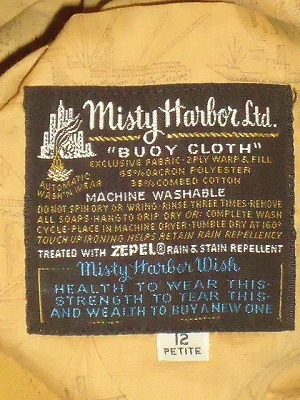 Misty Harbor Ltd.
"BUOY CLOTH"
EXCLUSIVE FABRIC-2PLY WARP & FILL
65% DACRON POLYESTER
35% COMBED COTTON
AUTOMATIC
WASH'N WEAR
MACHINE WASHABLE
DO NOT SPIN DRY OR WRING-RINSE THREE TIMES-REMOVE
ALL SOAPS-HANG TO DRIP DRY OR- COMPLETE WASH
CYCLE-PLACE IN MACHINE DRYER-TUMBLE DRY AT 160°
TOUCH UP IRONING HELPS RETAIN RAIN REPELLENCY
TREATED WITH ZEPEL® RAIN & STAIN REPELLENT
Misty Harbor Wish
HEALTH TO WEAR THIS-
STRENGTH TO TEAR THIS-
AND WEALTH TO BUY A NEW ONE
12
PETITE